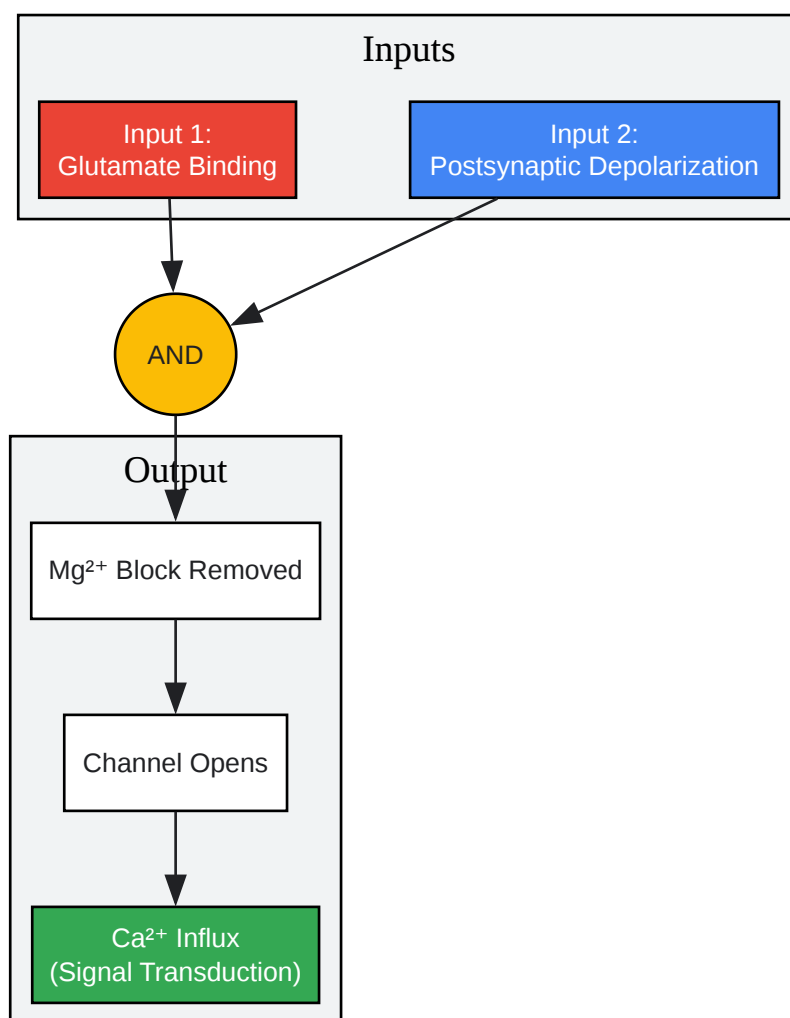 Inputs
Input 1:
Glutamate Binding
Input 2:
Postsynaptic Depolarization
AND
Output
Mg²⁺ Block Removed
Channel Opens
Ca²⁺ Influx
(Signal Transduction)